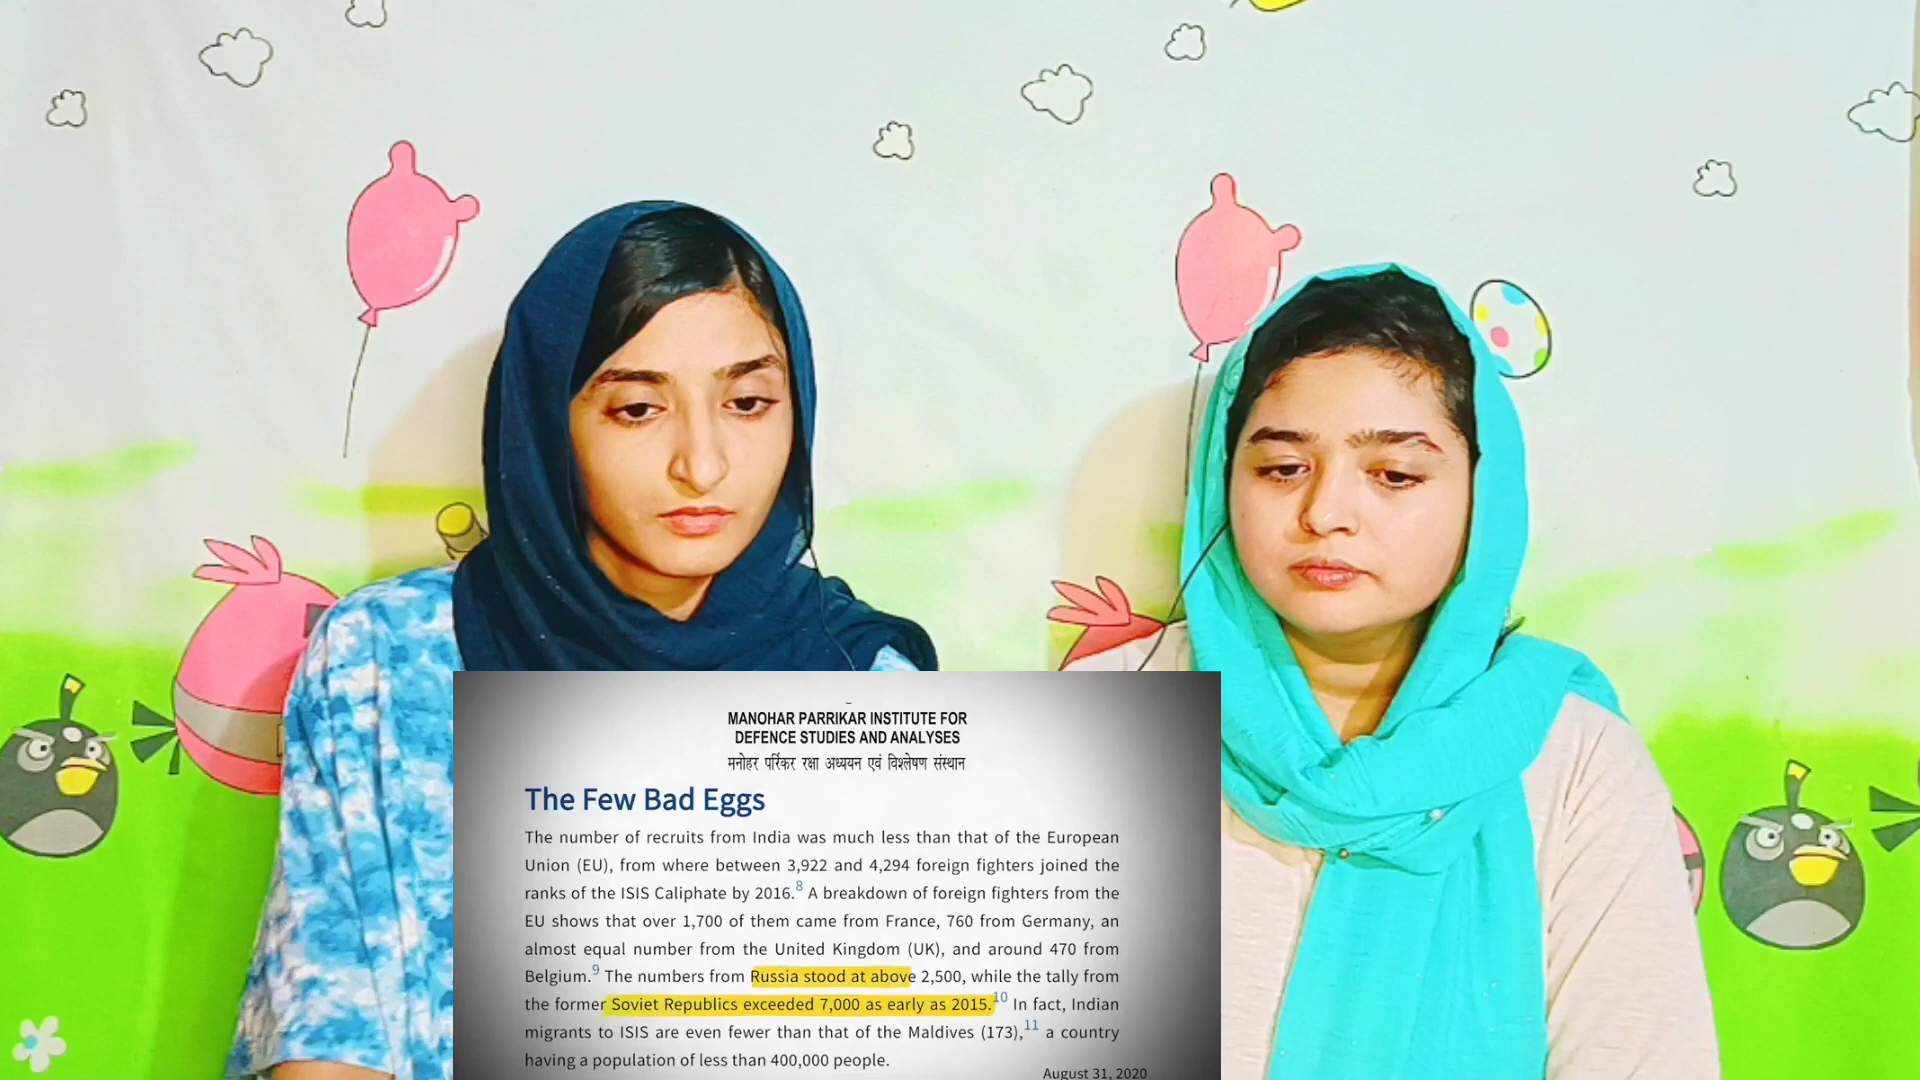 MANOHAR PARRIKAR INSTITUTE FOR
DEFENCE STUDIES AND ANALYSES
मनोहर पर्रिकर रक्षा अध्ययन एवं विश्लेषण संस्थान
The Few Bad Eggs
The number of recruits from India was much less than that of the European
Union (EU), from where between 3,922 and 4,294 foreign fighters joined the
ranks of the ISIS Caliphate by 2016.8 A breakdown of foreign fighters from the
EU shows that over 1,700 of them came from France, 760 from Germany, an
almost equal number from the United Kingdom (UK), and around 470 from
Belgium.9 The numbers from Russia stood at above 2,500, while the tally from
the former Soviet Republics exceeded 7,000 as early as 2015.10 In fact, Indian
migrants to ISIS are even fewer than that of the Maldives (173),11 a country
having a population of less than 400,000 people.
August 31, 2020